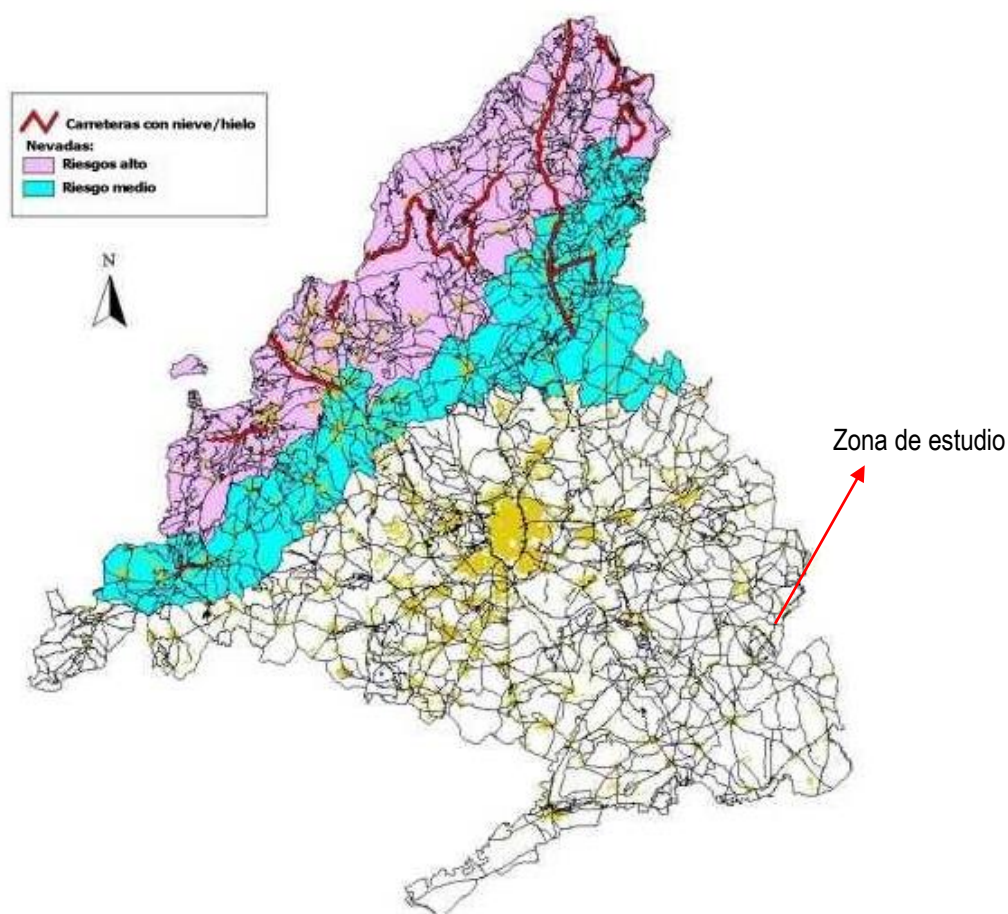 Carreteras con nieve/hielo
Nevadas:
Riesgos alto
Riesgo medio
N
Zona de estudio